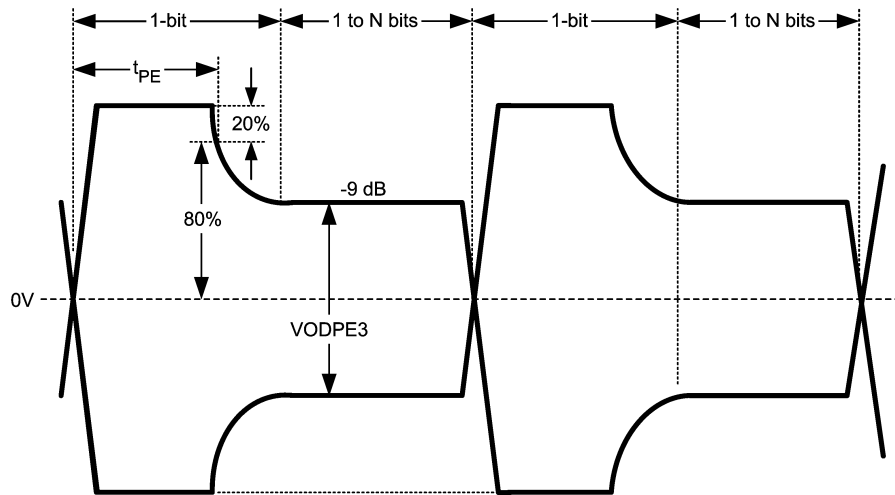 1-bit 1 to N bits 1-bit 1 to N bits
tPE
20%
-9 dB
80%
0V
VODPE3